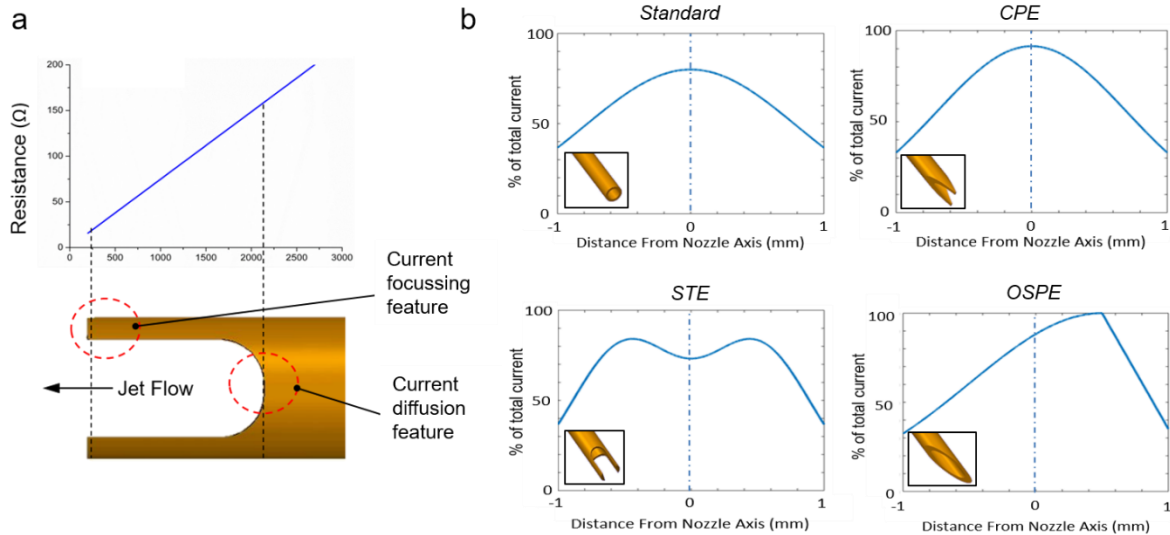 a
Resistance (Ω)
200
150
100
50
0
0 500 1000 1500 2000 2500 3000
Current
focussing
feature
Jet Flow
Current
diffusion
feature
b
Standard
% of total current
100
50
0
-1 0 1
Distance From Nozzle Axis (mm)
CPE
% of total current
100
50
0
-1 0 1
Distance From Nozzle Axis (mm)
STE
% of total current
100
50
0
-1 0 1
Distance From Nozzle Axis (mm)
OSPE
% of total current
100
50
0
-1 0 1
Distance From Nozzle Axis (mm)